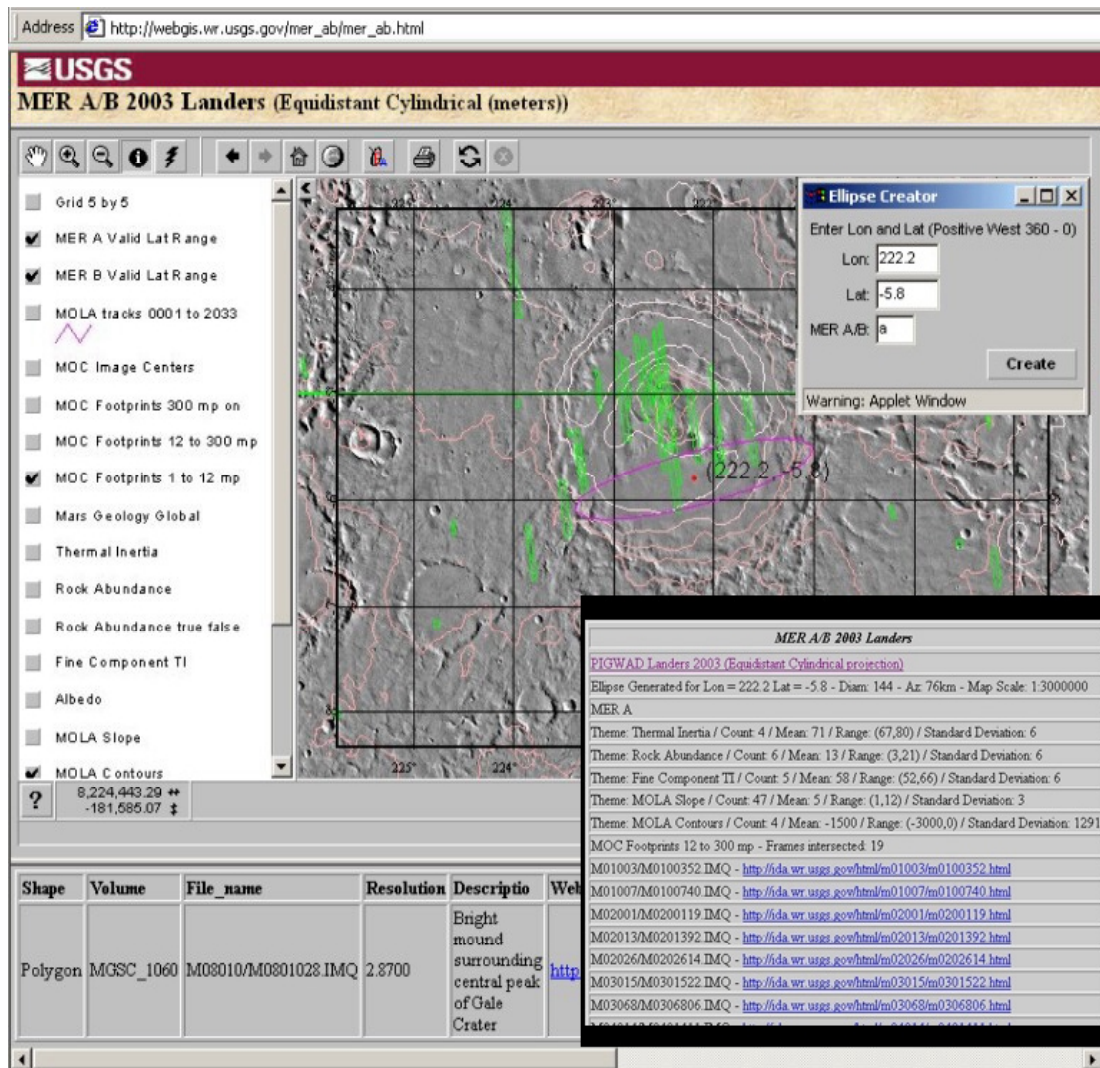 Address http://webgis.wr.usgs.gov/mer_ab/mer_ab.html
USGS
MER A/B 2003 Landers (Equidistant Cylindrical (meters))
Grid 5 by 5
MER A Valid Lat Range
MER B Valid Lat Range
MOLA tracks 0001 to 2033
MOC Image Centers
MOC Footprints 300 mp on
MOC Footprints 12 to 300 mp
MOC Footprints 1 to 12 mp
Mars Geology Global
Thermal Inertia
Rock Abundance
Rock Abundance true false
Fine Component TI
Albedo
MOLA Slope
MOLA Contours
?
8,224,443.29
-181,585.07
225° 224° 223° 222°
(222.2, -5.8)
225° 224°
Ellipse Creator
Enter Lon and Lat (Positive West 360 - 0)
Lon: 222.2
Lat: -5.8
MER A/B: a
Create
Warning: Applet Window
MER A/B 2003 Landers
PIGWAD Landers 2003 (Equidistant Cylindrical projection)
Ellipse Generated for Lon = 222.2 Lat = -5.8 - Diam: 144 - Az: 76km - Map Scale: 1:3000000
MER A
Theme: Thermal Inertia / Count: 4 / Mean: 71 / Range: (67,80) / Standard Deviation: 6
Theme: Rock Abundance / Count: 6 / Mean: 13 / Range: (3,21) / Standard Deviation: 6
Theme: Fine Component TI / Count: 5 / Mean: 58 / Range: (52,66) / Standard Deviation: 6
Theme: MOLA Slope / Count: 47 / Mean: 5 / Range: (1,12) / Standard Deviation: 3
Theme: MOLA Contours / Count: 4 / Mean: -1500 / Range: (-3000,0) / Standard Deviation: 1291
MOC Footprints 12 to 300 mp - Frames intersected: 19
M01003/M0100352.IMQ - http://ida.wr.usgs.gov/html/m01003/m0100352.html
M01007/M0100740.IMQ - http://ida.wr.usgs.gov/html/m01007/m0100740.html
M02001/M0200119.IMQ - http://ida.wr.usgs.gov/html/m02001/m0200119.html
M02013/M0201392.IMQ - http://ida.wr.usgs.gov/html/m02013/m0201392.html
M02026/M0202614.IMQ - http://ida.wr.usgs.gov/html/m02026/m0202614.html
M03015/M0301522.IMQ - http://ida.wr.usgs.gov/html/m03015/m0301522.html
M03068/M0306806.IMQ - http://ida.wr.usgs.gov/html/m03068/m0306806.html
Shape Volume File_name Resolution Descriptio Web
Polygon MGSC_1060 M08010/M0801028.IMQ 2.8700 http
Bright
mound
surrounding
central peak
of Gale
Crater